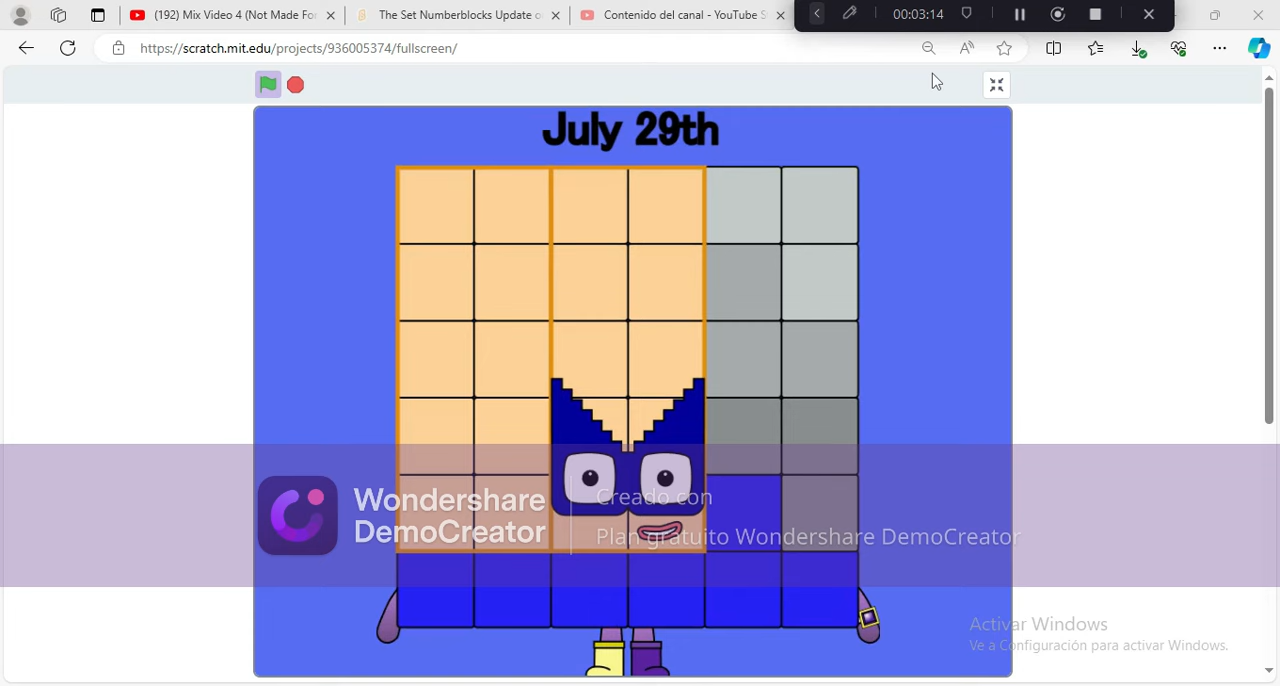 (192) Mix Video 4 (Not Made For
The Set Numberblocks Update o
Contenido del canal - YouTube S
00:03:14
https://scratch.mit.edu/projects/936005374/fullscreen/
July 29th
Wondershare
DemoCreator
Creado con
Plan gratuito Wondershare DemoCreator
Activar Windows
Ve a Configuración para activar Windows.